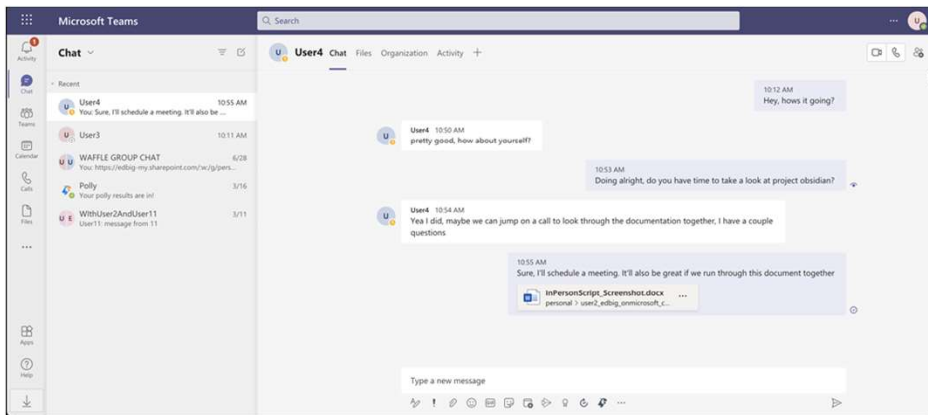 Microsoft Teams
Search
U
1
Activity
Chat
Teams
Calendar
Calls
Files
Apps
Help
Chat
Recent
U
User4
10:55 AM
You: Sure, I'll schedule a meeting. It'll also be ...
U
User3
10:11 AM
U U
WAFFLE GROUP CHAT
6/28
You: https://edbig-my.sharepoint.com/:w:/g/pers...
Polly
3/16
Your polly results are in!
U E
WithUser2AndUser11
3/11
User11: message from 11
U
User4 Chat Files Organization Activity
10:12 AM
Hey, hows it going?
U
User4 10:50 AM
pretty good, how about yourself?
10:53 AM
Doing alright, do you have time to take a look at project obsidian?
U
User4 10:54 AM
Yea I did, maybe we can jump on a call to look through the documentation together, I have a couple
questions
10:55 AM
Sure, I'll schedule a meeting. It'll also be great if we run through this document together
InPersonScript_Screenshot.docx
personal > user2_edbig_onmicrosoft_c...
Type a new message
GIF